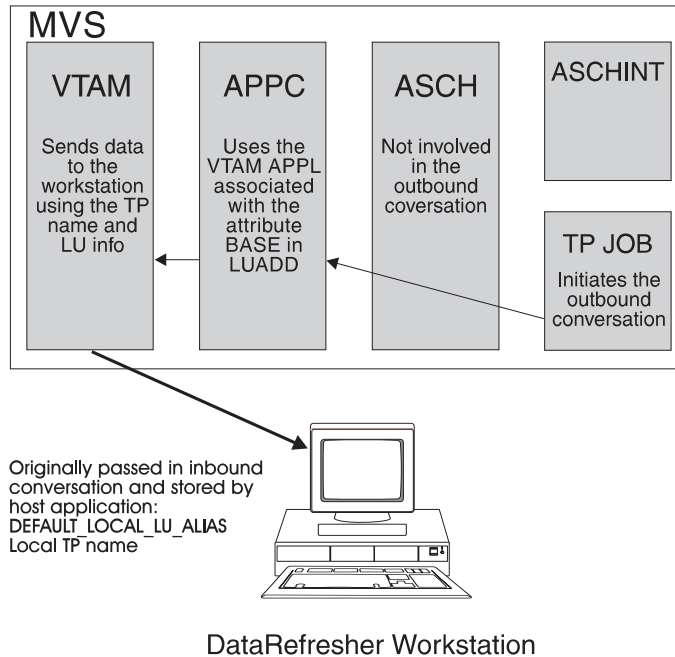 MVS
VTAM
Sends data
to the
workstation
using the TP
name and
LU info
APPC
Uses the
VTAM APPL
associated
with the
attribute
BASE in
LUADD
ASCH
Not involved
in the
outbound
coversation
ASCHINT
TP JOB
Initiates the
outbound
conversation
Originally passed in inbound
conversation and stored by
host application:
DEFAULT_LOCAL_LU_ALIAS
Local TP name
DataRefresher Workstation